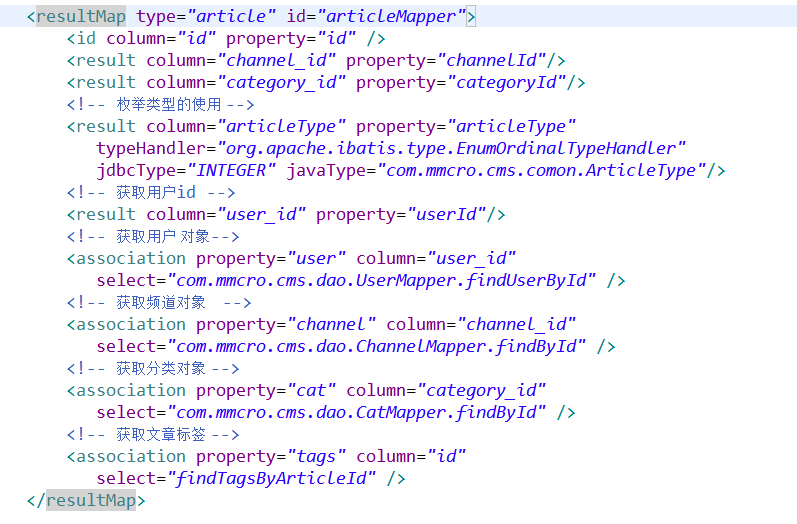 <resultMap type="article" id="articleMapper">
<id column="id" property="id" />
<result column="channel_id" property="channelId"/>
<result column="category_id" property="categoryId"/>
<!-- 枚举类型的使用 -->
<result column="articleType" property="articleType"
typeHandler="org.apache.ibatis.type.EnumOrdinalTypeHandler"
jdbcType="INTEGER" javaType="com.mmcro.cms.comon.ArticleType"/>
<!-- 获取用户id -->
<result column="user_id" property="userId"/>
<!-- 获取用户 对象-->
<association property="user" column="user_id"
select="com.mmcro.cms.dao.UserMapper.findUserById" />
<!-- 获取频道对象  -->
<association property="channel" column="channel_id"
select="com.mmcro.cms.dao.ChannelMapper.findById" />
<!-- 获取分类对象 -->
<association property="cat" column="category_id"
select="com.mmcro.cms.dao.CatMapper.findById" />
<!-- 获取文章标签 -->
<association property="tags" column="id"
select="findTagsByArticleId" />
</resultMap>